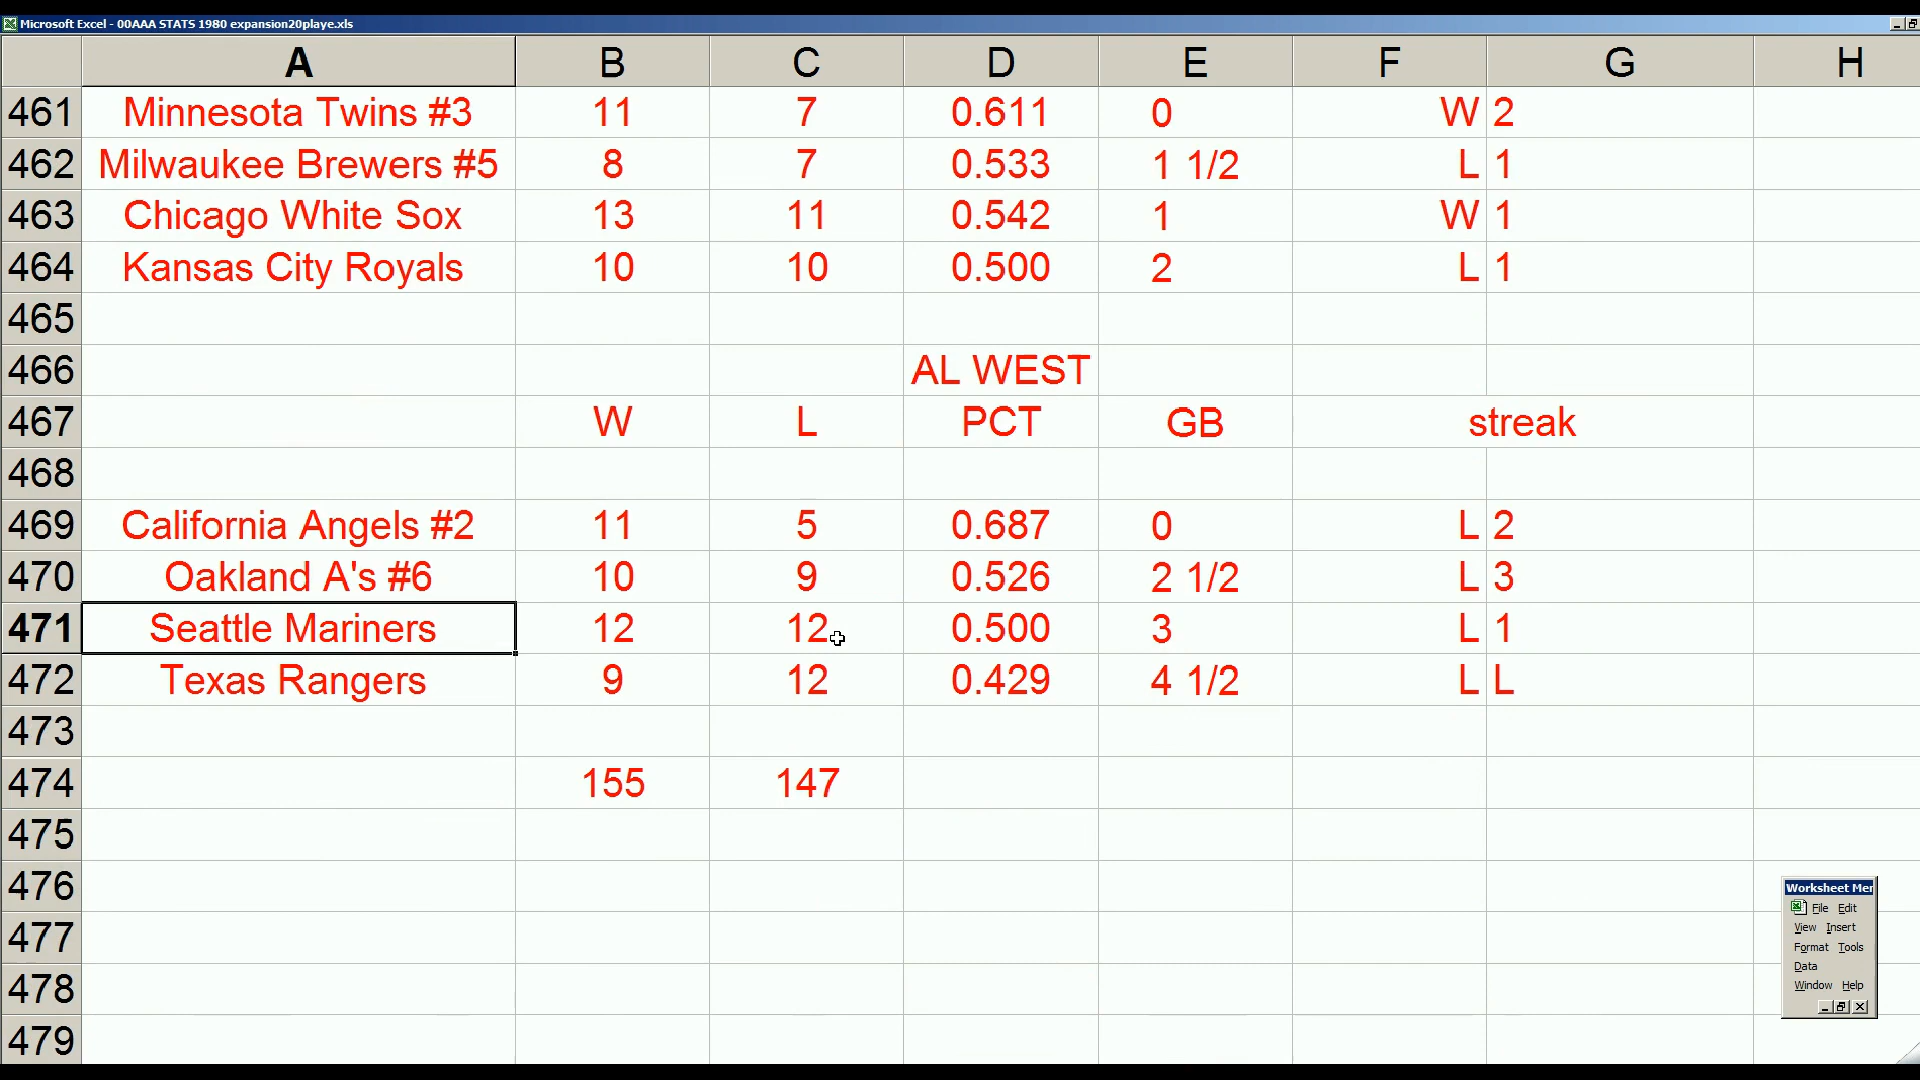 Microsoft Excel - 00AAA STATS 1980 expansion20playe.xls
A B C D E F G H
461 Minnesota Twins #3 11 7 0.611 0 W 2
462 Milwaukee Brewers #5 8 7 0.533 1 1/2 L 1
463 Chicago White Sox 13 11 0.542 1 W 1
464 Kansas City Royals 10 10 0.500 2 L 1
465
466 AL WEST
467 W L PCT GB streak
468
469 California Angels #2 11 5 0.687 0 L 2
470 Oakland A's #6 10 9 0.526 2 1/2 L 3
471 Seattle Mariners 12 12 0.500 3 L 1
472 Texas Rangers 9 12 0.429 4 1/2 L L
473
474 155 147
475
476
477
478
479
Worksheet Mer
File Edit
View Insert
Format Tools
Data
Window Help